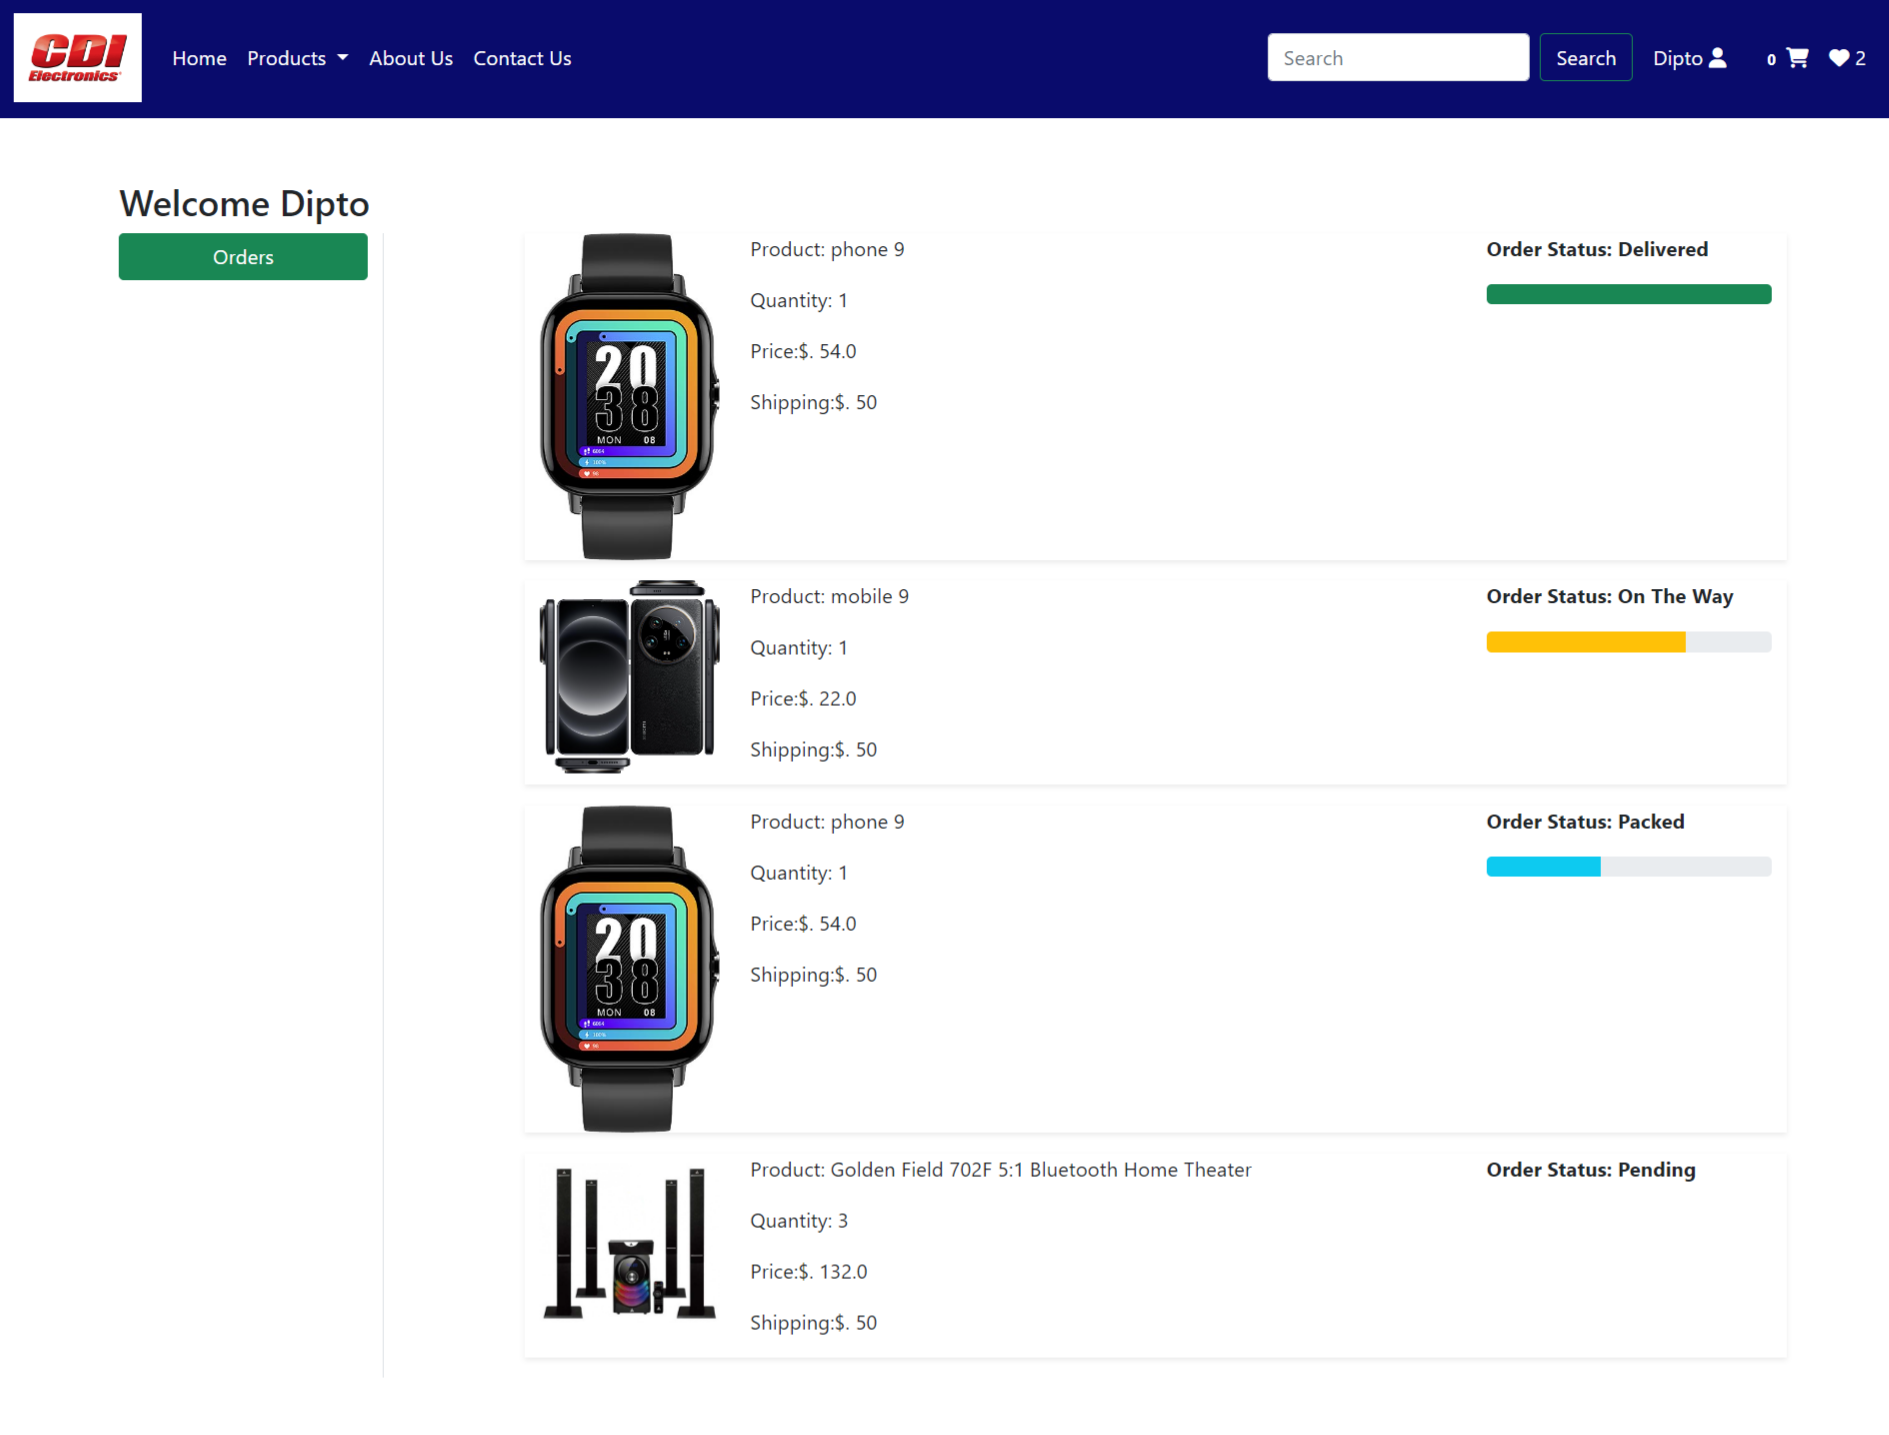 CDI
Electronics
Home Products About Us Contact Us Search Search Dipto 0 2
Welcome Dipto
Orders
Product: phone 9
Quantity: 1
Price:$. 54.0
Shipping:$. 50
Order Status: Delivered
20
38
MON 08
Product: mobile 9
Quantity: 1
Price:$. 22.0
Shipping:$. 50
Order Status: On The Way
Product: phone 9
Quantity: 1
Price:$. 54.0
Shipping:$. 50
Order Status: Packed
20
38
MON 08
Product: Golden Field 702F 5:1 Bluetooth Home Theater
Quantity: 3
Price:$. 132.0
Shipping:$. 50
Order Status: Pending